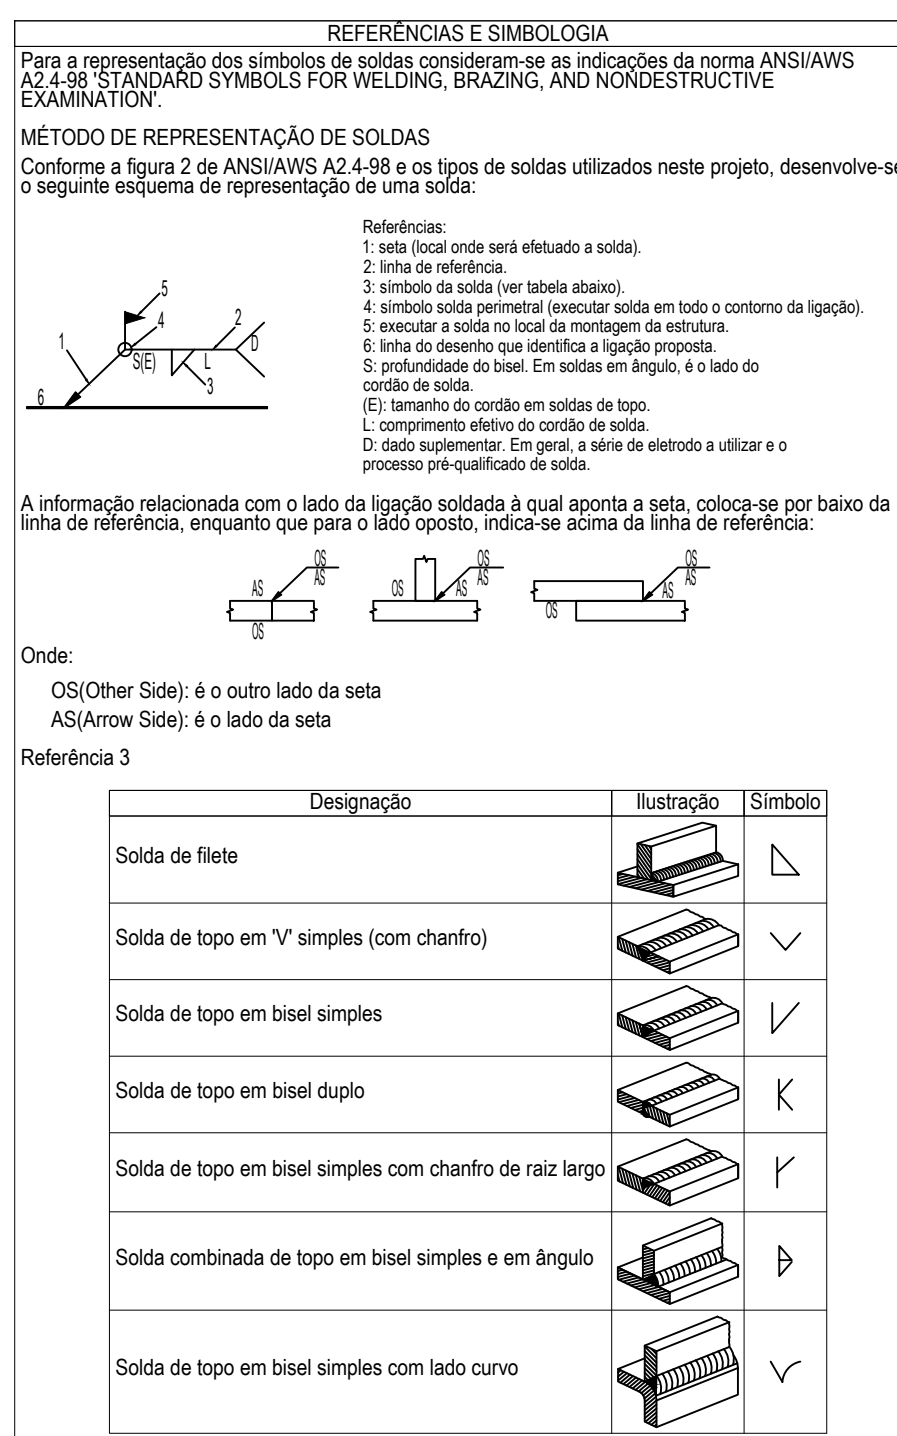 REFERÊNCIAS E SIMBOLOGIA
Para a representação dos símbolos de soldas consideram-se as indicações da norma ANSI/AWS
A2.4-98 'STANDARD SYMBOLS FOR WELDING, BRAZING, AND NONDESTRUCTIVE
EXAMINATION'.
MÉTODO DE REPRESENTAÇÃO DE SOLDAS
Conforme a figura 2 de ANSI/AWS A2.4-98 e os tipos de soldas utilizados neste projeto, desenvolve-se
o seguinte esquema de representação de uma solda:
5
4
2
1
S(E)
L
D
3
6
Referências:
1: seta (local onde será efetuado a solda).
2: linha de referência.
3: símbolo da solda (ver tabela abaixo).
4: símbolo solda perimetral (executar solda em todo o contorno da ligação).
5: executar a solda no local da montagem da estrutura.
6: linha do desenho que identifica a ligação proposta.
S: profundidade do bisel. Em soldas em ângulo, é o lado do
cordão de solda.
(E): tamanho do cordão em soldas de topo.
L: comprimento efetivo do cordão de solda.
D: dado suplementar. Em geral, a série de eletrodo a utilizar e o
processo pré-qualificado de solda.
A informação relacionada com o lado da ligação soldada à qual aponta a seta, coloca-se por baixo da
linha de referência, enquanto que para o lado oposto, indica-se acima da linha de referência:
OS
AS
AS
OS
OS
AS
OS
AS
OS
AS
AS
OS
Onde:
OS(Other Side): é o outro lado da seta
AS(Arrow Side): é o lado da seta
Referência 3
Designação Ilustração Símbolo
Solda de filete
Solda de topo em 'V' simples (com chanfro)
Solda de topo em bisel simples
Solda de topo em bisel duplo
Solda de topo em bisel simples com chanfro de raiz largo
Solda combinada de topo em bisel simples e em ângulo
Solda de topo em bisel simples com lado curvo